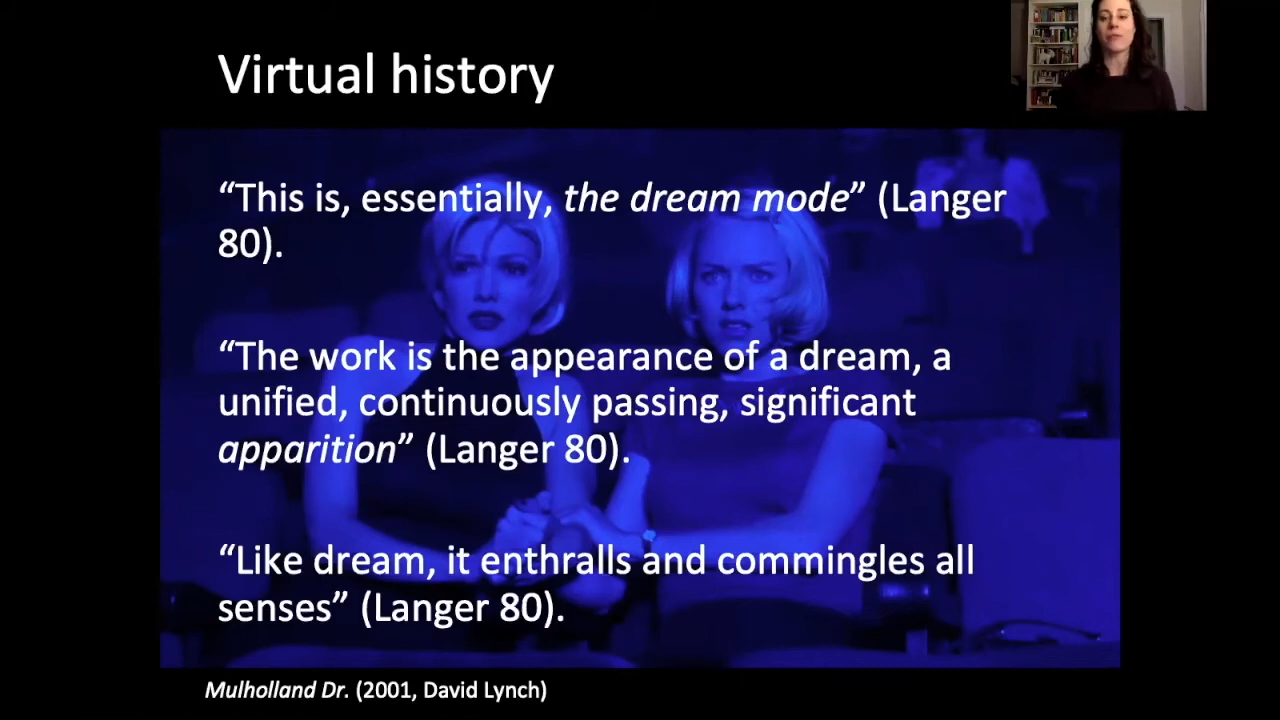 Virtual history
“This is, essentially, the dream mode” (Langer
80).
“The work is the appearance of a dream, a
unified, continuously passing, significant
apparition” (Langer 80).
“Like dream, it enthralls and commingles all
senses” (Langer 80).
Mulholland Dr. (2001, David Lynch)